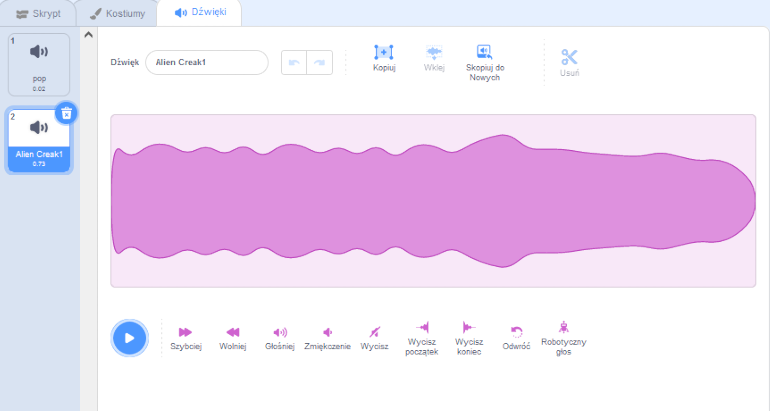 Skrypt
Kostiumy
Dźwięki
1
pop
0.02
2
Alien Creak1
0.73
Dźwięk
Alien Creak1
Kopiuj
Wklej
Skopiuj do
Nowych
Usuń
Szybciej
Wolniej
Głośniej
Zmiękczenie
Wycisz
Wycisz
początek
Wycisz
koniec
Odwróć
Robotyczny
głos